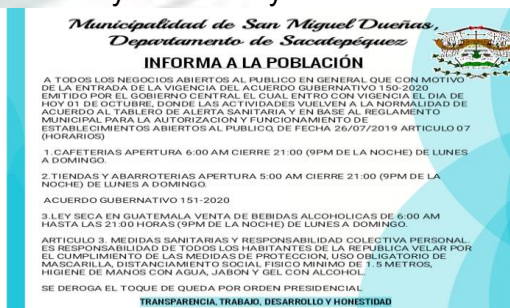 Municipalidad de San Miguel Dueñas,
Departamento de Sacatepéquez
INFORMA A LA POBLACIÓN
A TODOS LOS NEGOCIOS ABIERTOS AL PUBLICO EN GENERAL QUE CON MOTIVO
DE LA ENTRADA DE LA VIGENCIA DEL ACUERDO GUBERNATIVO 150-2020
EMITIDO POR EL GOBIERNO CENTRAL EL CUAL ENTRO CON VIGENCIA EL DIA DE
HOY 01 DE OCTUBRE, DONDE LAS ACTIVIDADES VUELVEN A LA NORMALIDAD DE
ACUERDO AL TABLERO DE ALERTA SANITARIA Y EN BASE AL REGLAMENTO
MUNICIPAL PARA LA AUTORIZACION Y FUNCIONAMIENTO DE
ESTABLECIMIENTOS ABIERTOS AL PUBLICO, DE FECHA 26/07/2019 ARTICULO 07
(HORARIOS)
1.CAFETERIAS APERTURA 6:00 AM CIERRE 21:00 (9PM DE LA NOCHE) DE LUNES
A DOMINGO.
2.TIENDAS Y ABARROTERIAS APERTURA 5:00 AM CIERRE 21:00 (9PM DE LA
NOCHE) DE LUNES A DOMINGO.
ACUERDO GUBERNATIVO 151-2020
3.LEY SECA EN GUATEMALA VENTA DE BEBIDAS ALCOHOLICAS DE 6:00 AM
HASTA LAS 21:00 HORAS (9PM DE LA NOCHE) DE LUNES A DOMINGO.
ARTICULO 3. MEDIDAS SANITARIAS Y RESPONSABILIDAD COLECTIVA PERSONAL.
ES RESPONSABILIDAD DE TODOS LOS HABITANTES DE LA REPUBLICA VELAR POR
EL CUMPLIMIENTO DE LAS MEDIDAS DE PROTECCION, USO OBLIGATORIO DE
MASCARILLA, DISTANCIAMIENTO SOCIAL FISICO MINIMO DE 1.5 METROS,
HIGIENE DE MANOS CON AGUA, JABON Y GEL CON ALCOHOL.
SE DEROGA EL TOQUE DE QUEDA POR ORDEN PRESIDENCIAL
TRANSPARENCIA, TRABAJO, DESARROLLO Y HONESTIDAD